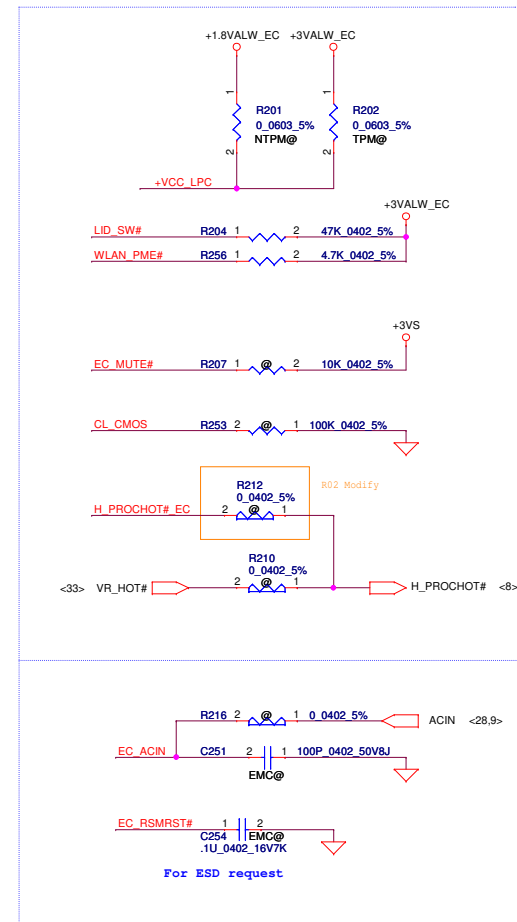 +1.8VALW_EC +3VALW_EC
1 1
R201 R202
0_0603_5% 0_0603_5%
NTPM@ TPM@
2 2
+VCC_LPC
+3VALW_EC
LID_SW# R204 1 2 47K_0402_5%
WLAN_PME# R256 1 2 4.7K_0402_5%
+3VS
EC_MUTE# R207 1 @ 2 10K_0402_5%
CL_CMOS R253 2 @ 1 100K_0402_5%
R212 R02 Modify
0_0402_5%
H_PROCHOT#_EC 2 @ 1
R210
0_0402_5%
<33> VR_HOT# 2 @ 1 H_PROCHOT# <8>
R216 2 @ 1 0_0402_5% ACIN <28,9>
EC_ACIN C251 2 1 100P_0402_50V8J
EMC@
EC_RSMRST# 1 2
C254 EMC@
.1U_0402_16V7K
For ESD request